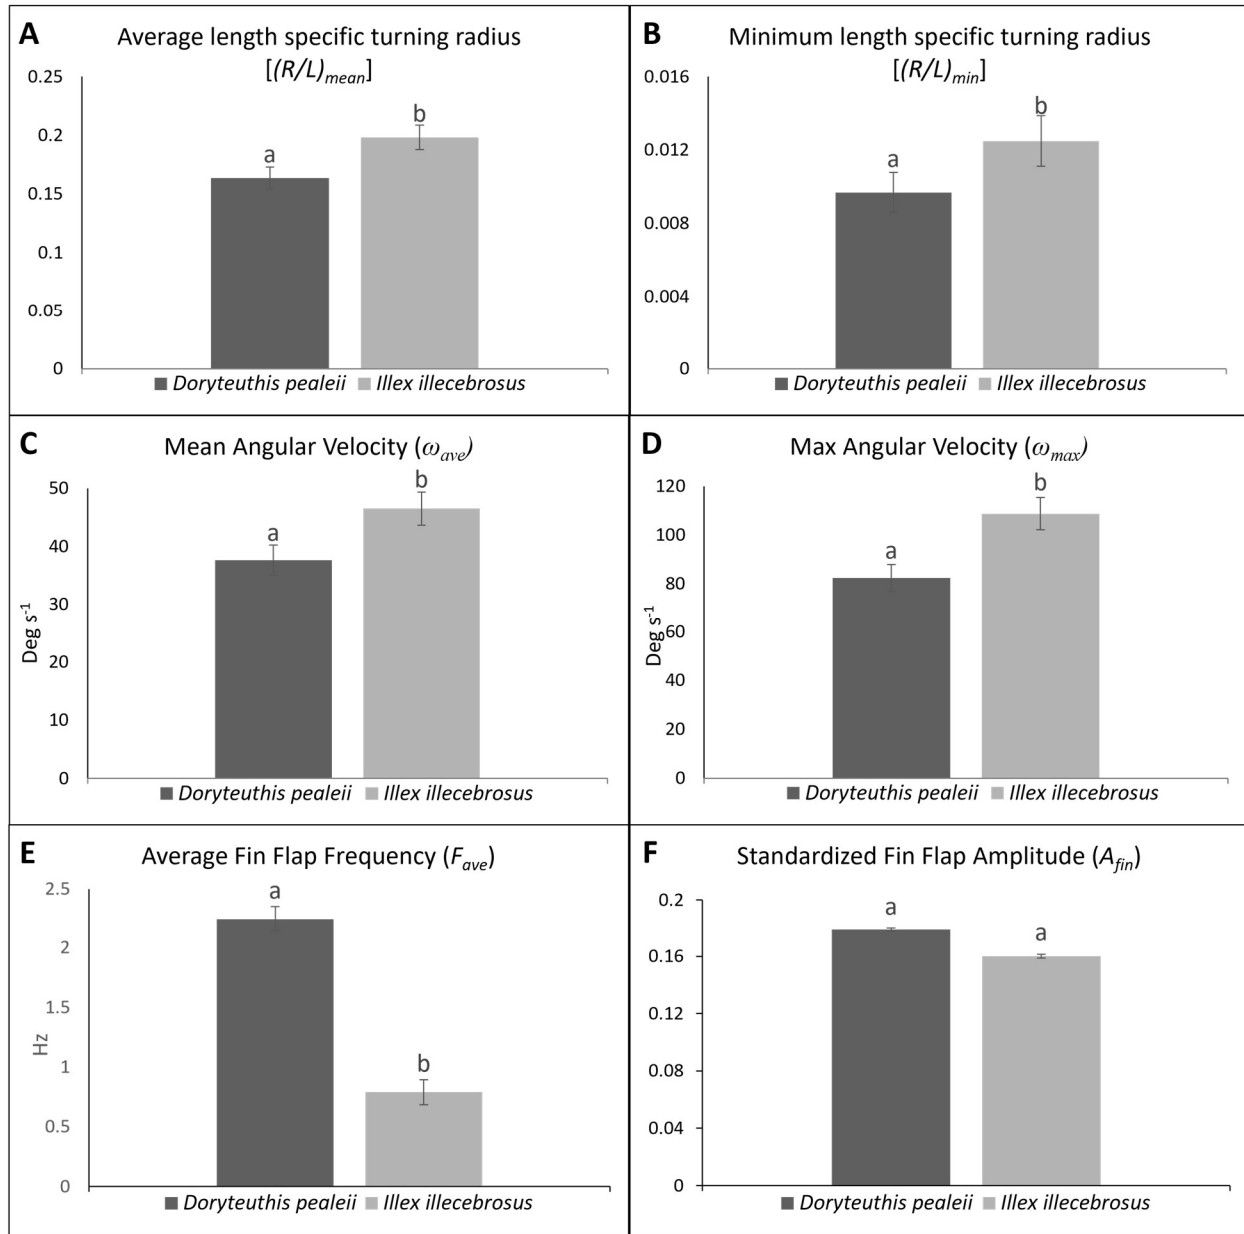 A
Average length specific turning radius
[(R/L)mean]
0.25
0.2
0.15
0.1
0.05
0
a
b
Doryteuthis pealeii
Illex illecebrosus
B
Minimum length specific turning radius
[(R/L)min]
0.016
0.012
0.008
0.004
0
a
b
Doryteuthis pealeii
Illex illecebrosus
C
Mean Angular Velocity (ωave)
Deg s-1
50
40
30
20
10
0
a
b
Doryteuthis pealeii
Illex illecebrosus
D
Max Angular Velocity (ωmax)
Deg s-1
120
100
80
60
40
20
0
a
b
Doryteuthis pealeii
Illex illecebrosus
E
Average Fin Flap Frequency (Fave)
Hz
2.5
2
1.5
1
0.5
0
a
b
Doryteuthis pealeii
Illex illecebrosus
F
Standardized Fin Flap Amplitude (Afin)
0.2
0.16
0.12
0.08
0.04
0
a
a
Doryteuthis pealeii
Illex illecebrosus